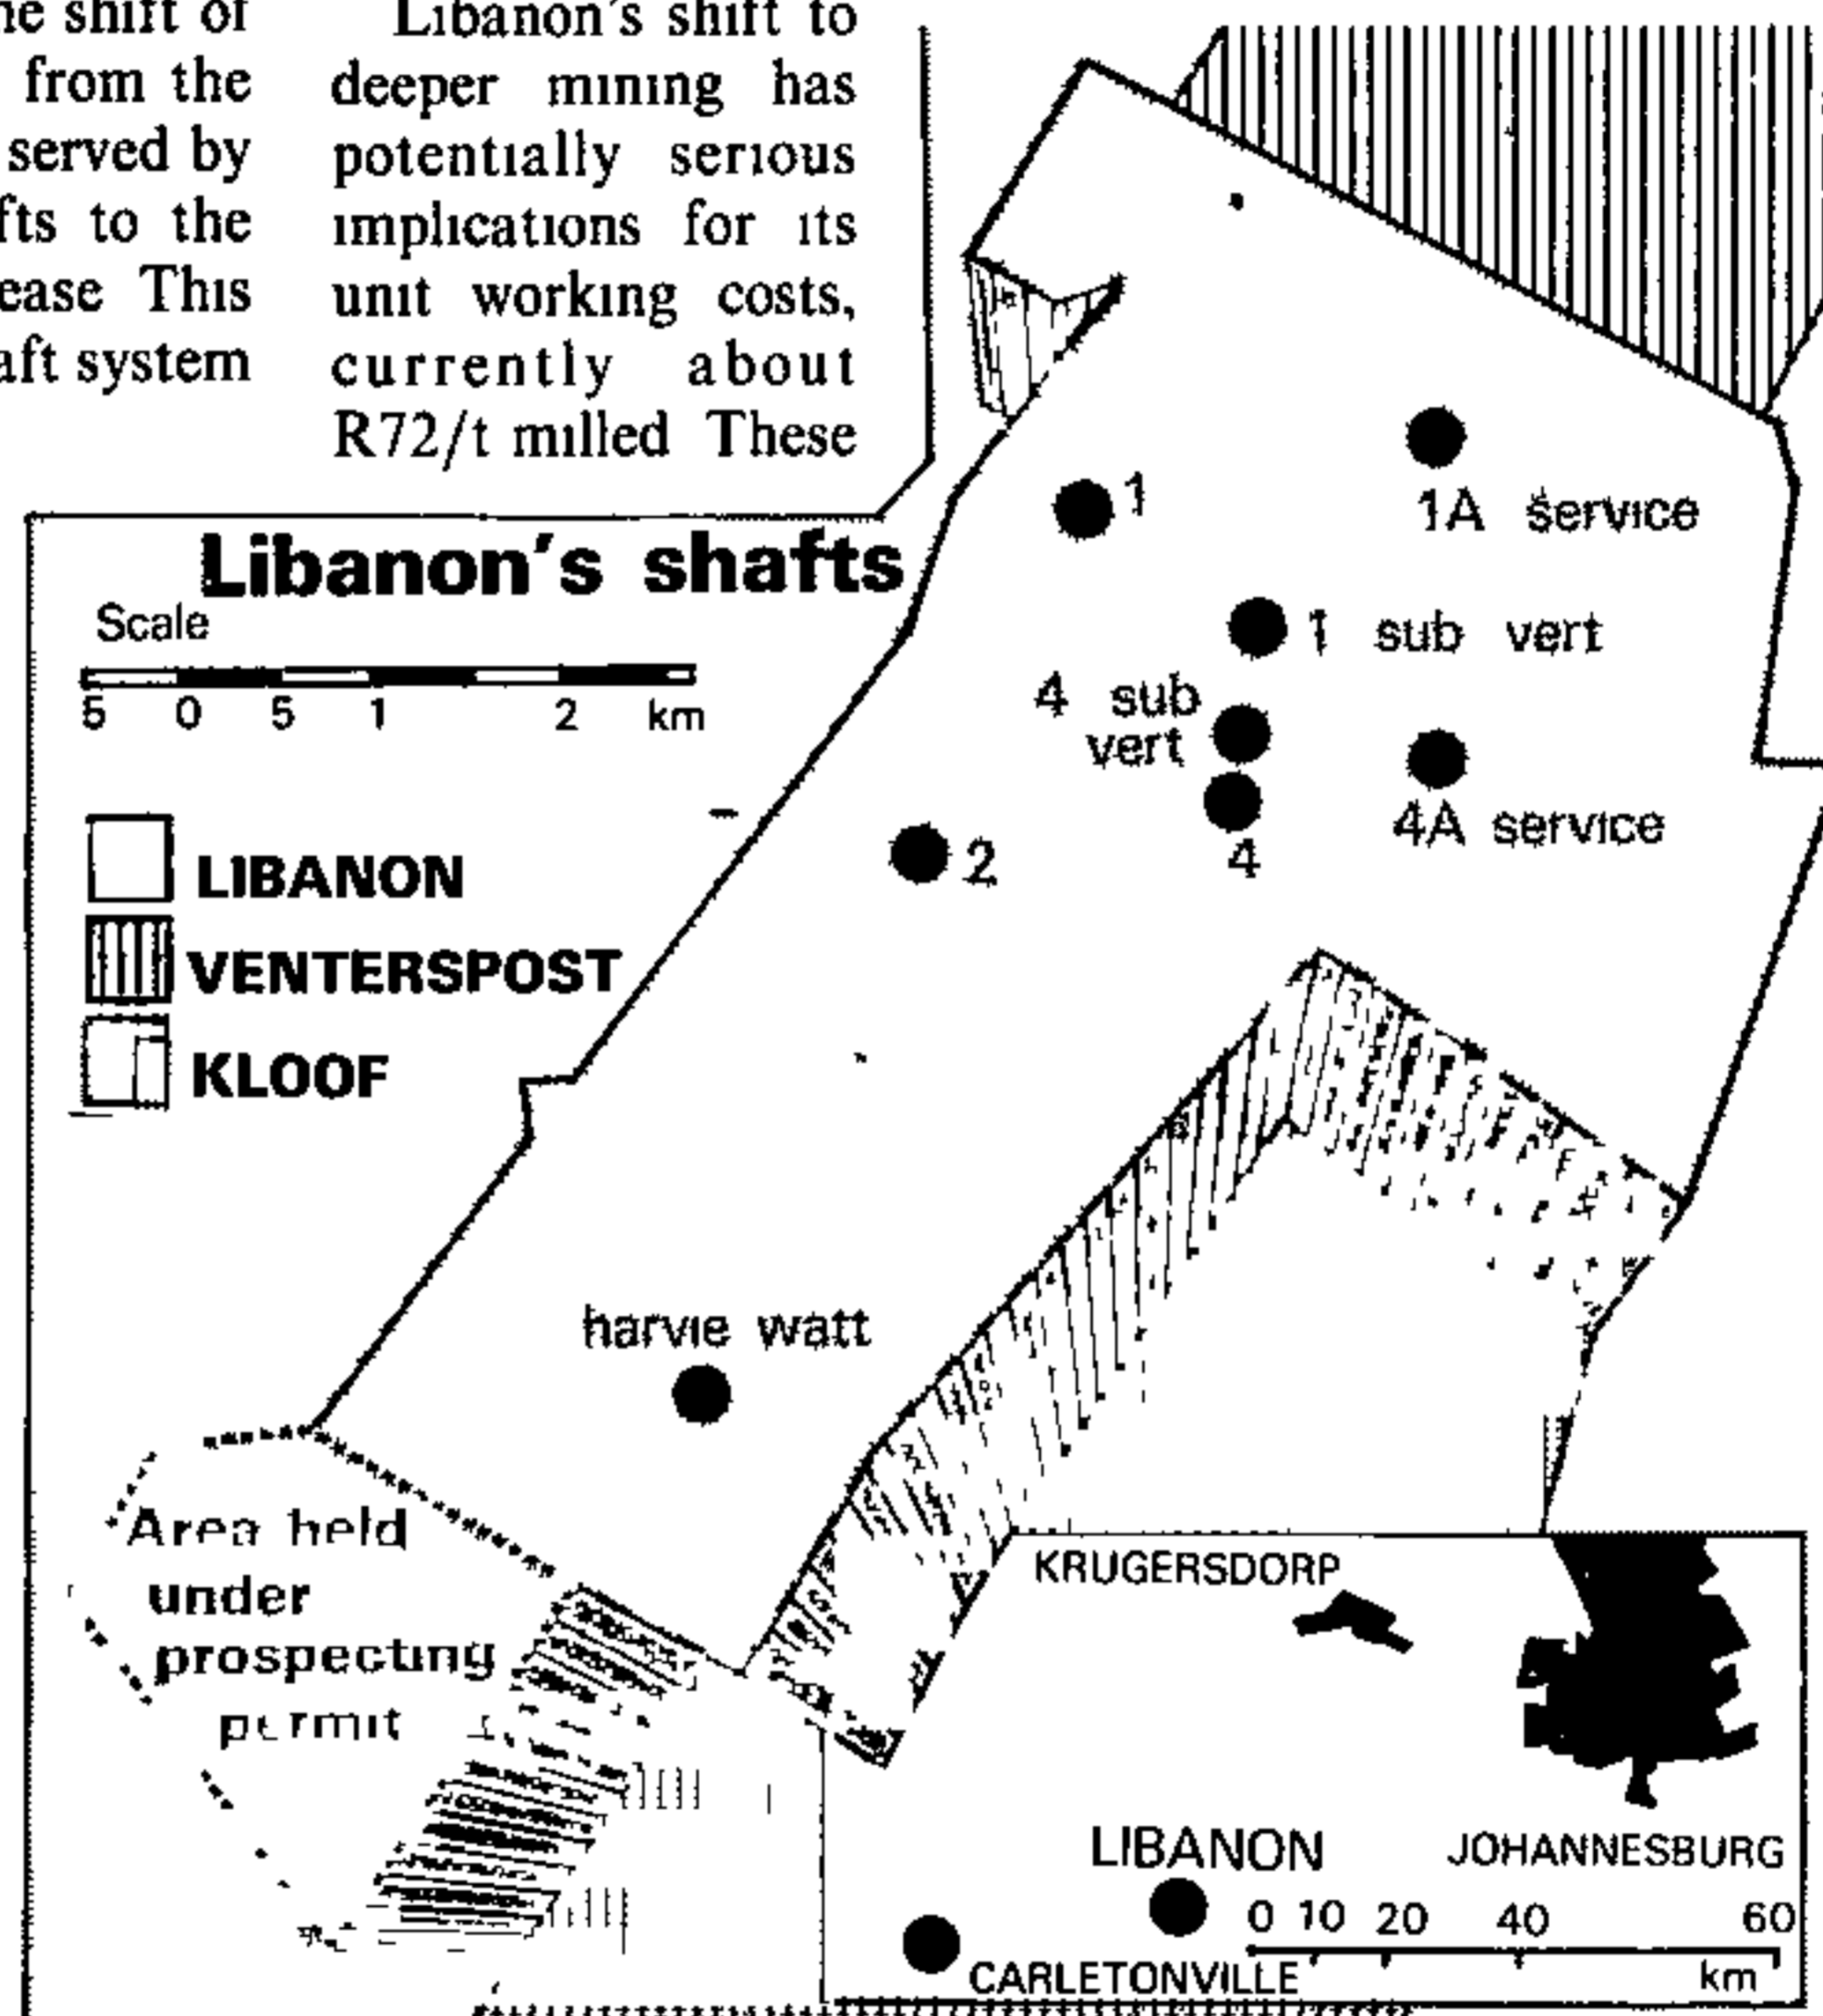 the shift of
from the
served by
fts to the
ease This
aft system
Libanon's shift to
deeper mining has
potentially serious
implications for its
unit working costs,
currently about
R72/t milled These
Libanon's shafts
Scale
5 0 5 1 2 km
LIBANON
VENTERSPOST
KLOOF
1
1A service
1 sub vert
4 sub
vert
4A service
4
2
harvie watt
Area held
under
prospecting
permit
KRUGERSDORP
LIBANON
JOHANNESBURG
0 10 20 40 60
km
CARLETONVILLE